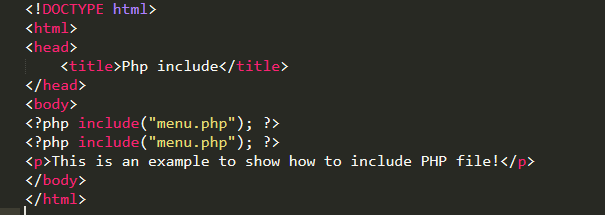 <!DOCTYPE html>
<html>
<head>
    <title>Php include</title>
</head>
<body>
<?php include("menu.php"); ?>
<?php include("menu.php"); ?>
<p>This is an example to show how to include PHP file!</p>
</body>
</html>